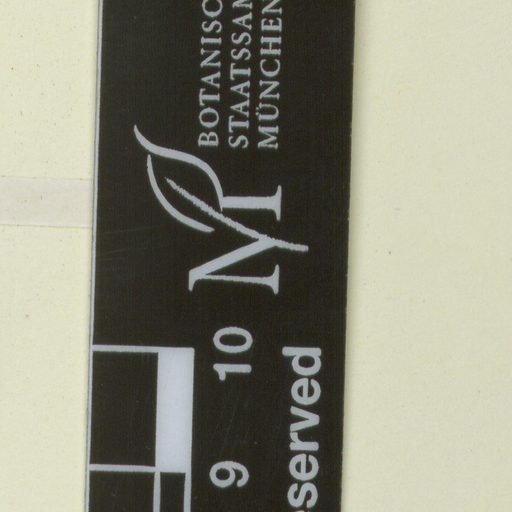 BOTANISC
STAATSSAM
MÜNCHEN
M
9 10
served